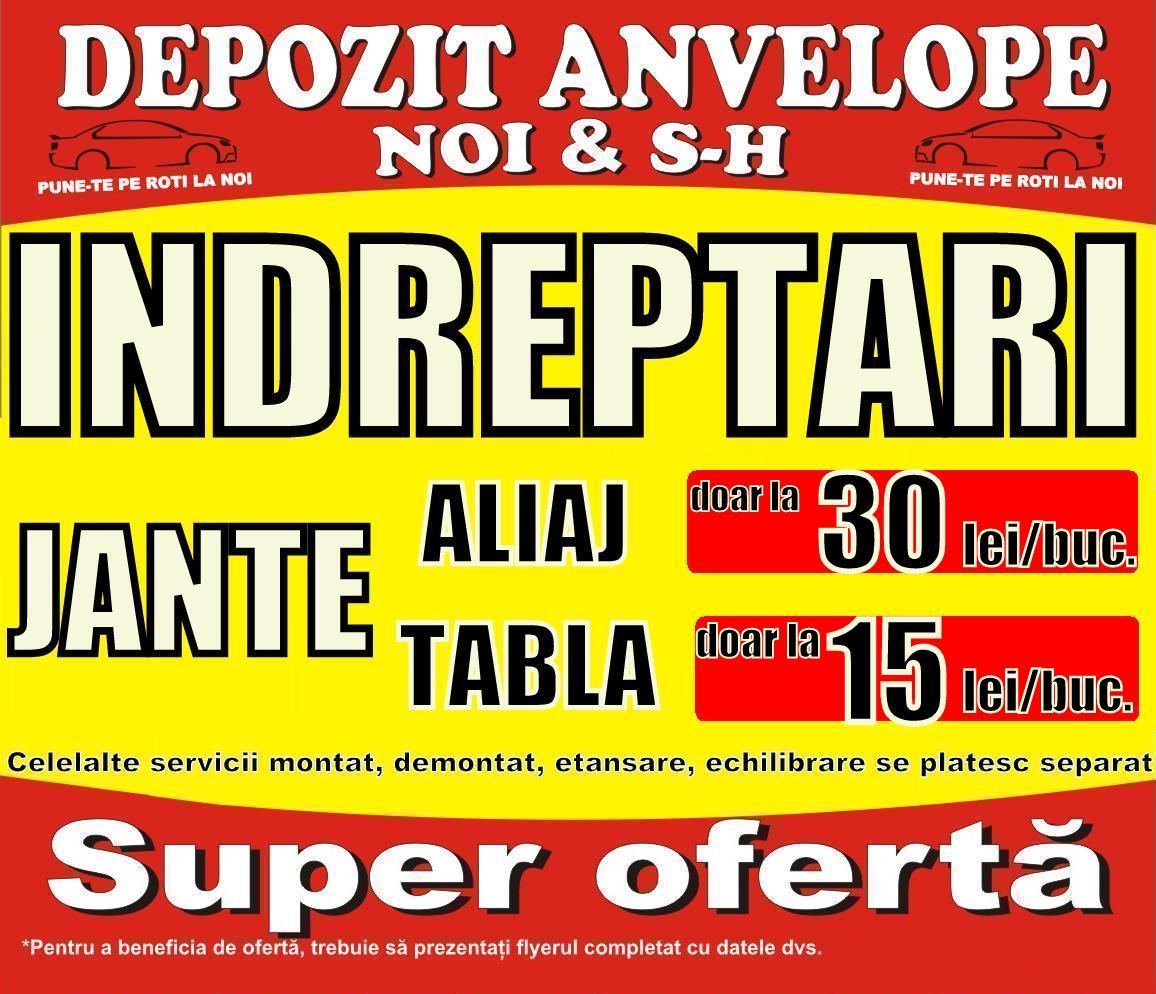 DEPOZIT ANVELOPE
NOI & S-H
PUNE-TE PE ROTI LA NOI
PUNE-TE PE ROTI LA NOI
INDREPTARI
JANTE
ALIAJ
doar la 30 lei/buc.
TABLA
doar la 15 lei/buc.
Celelalte servicii montat, demontat, etansare, echilibrare se platesc separat
Super ofertă
*Pentru a beneficia de ofertă, trebuie să prezentați flyerul completat cu datele dvs.